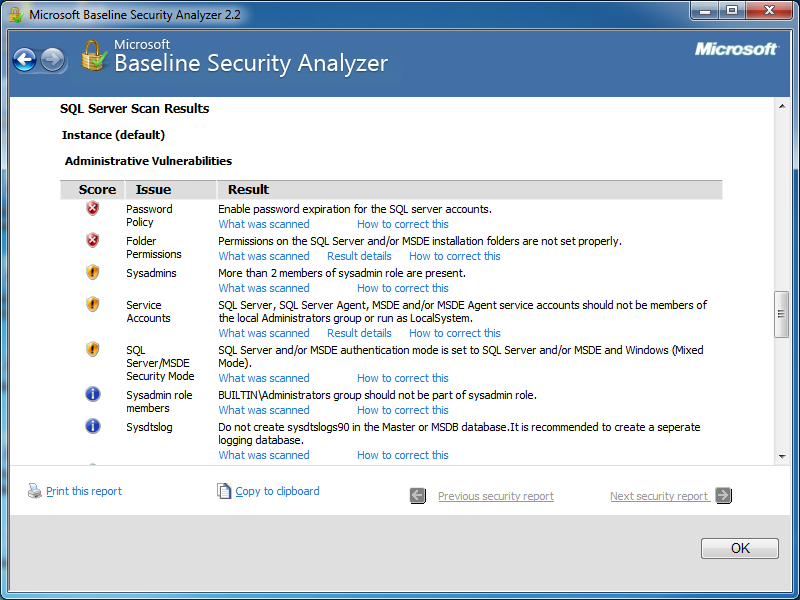 Microsoft Baseline Security Analyzer 2.2
Microsoft
Baseline Security Analyzer
Microsoft
SQL Server Scan Results
Instance (default)
Administrative Vulnerabilities
Score Issue Result
Password Policy
Enable password expiration for the SQL server accounts.
What was scanned How to correct this
Folder Permissions
Permissions on the SQL Server and/or MSDE installation folders are not set properly.
What was scanned Result details How to correct this
Sysadmins
More than 2 members of sysadmin role are present.
What was scanned How to correct this
Service Accounts
SQL Server, SQL Server Agent, MSDE and/or MSDE Agent service accounts should not be members of
the local Administrators group or run as LocalSystem.
What was scanned Result details How to correct this
SQL
Server/MSDE
Security Mode
SQL Server and/or MSDE authentication mode is set to SQL Server and/or MSDE and Windows (Mixed
Mode).
What was scanned How to correct this
Sysadmin role
members
BUILTIN\Administrators group should not be part of sysadmin role.
What was scanned How to correct this
Sysdtslog
Do not create sysdtslogs90 in the Master or MSDB database.It is recommended to create a seperate
logging database.
What was scanned How to correct this
Print this report
Copy to clipboard
Previous security report
Next security report
OK